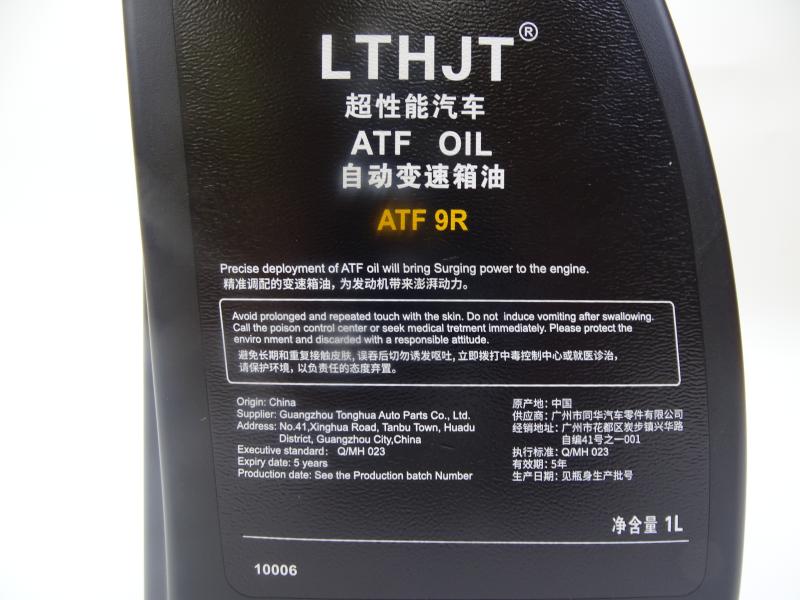 LTHJT®
超性能汽车
ATF OIL
自动变速箱油
ATF 9R
Precise deployment of ATF oil will bring Surging power to the engine.
精准调配的变速箱油，为发动机带来澎湃动力。
Avoid prolonged and repeated touch with the skin. Do not induce vomiting after swallowing.
Call the poison control center or seek medical tretment immediately. Please protect the
enviro nment and discarded with a responsible attitude.
避免长期和重复接触皮肤, 误吞后切勿诱发呕吐, 立即拨打中毒控制中心或就医诊治,
请保护环境，以负责任的态度弃置。
Origin: China
Supplier: Guangzhou Tonghua Auto Parts Co., Ltd.
Address: No.41,Xinghua Road, Tanbu Town, Huadu
District, Guangzhou City,China
Executive standard: Q/MH 023
Expiry date: 5 years
Production date: See the Production batch Number
原产地: 中国
供应商: 广州市同华汽车零件有限公司
经销地址: 广州市花都区炭步镇兴华路
自编41号之一001
执行标准: Q/MH 023
有效期: 5年
生产日期: 见瓶身生产批号
净含量 1L
10006